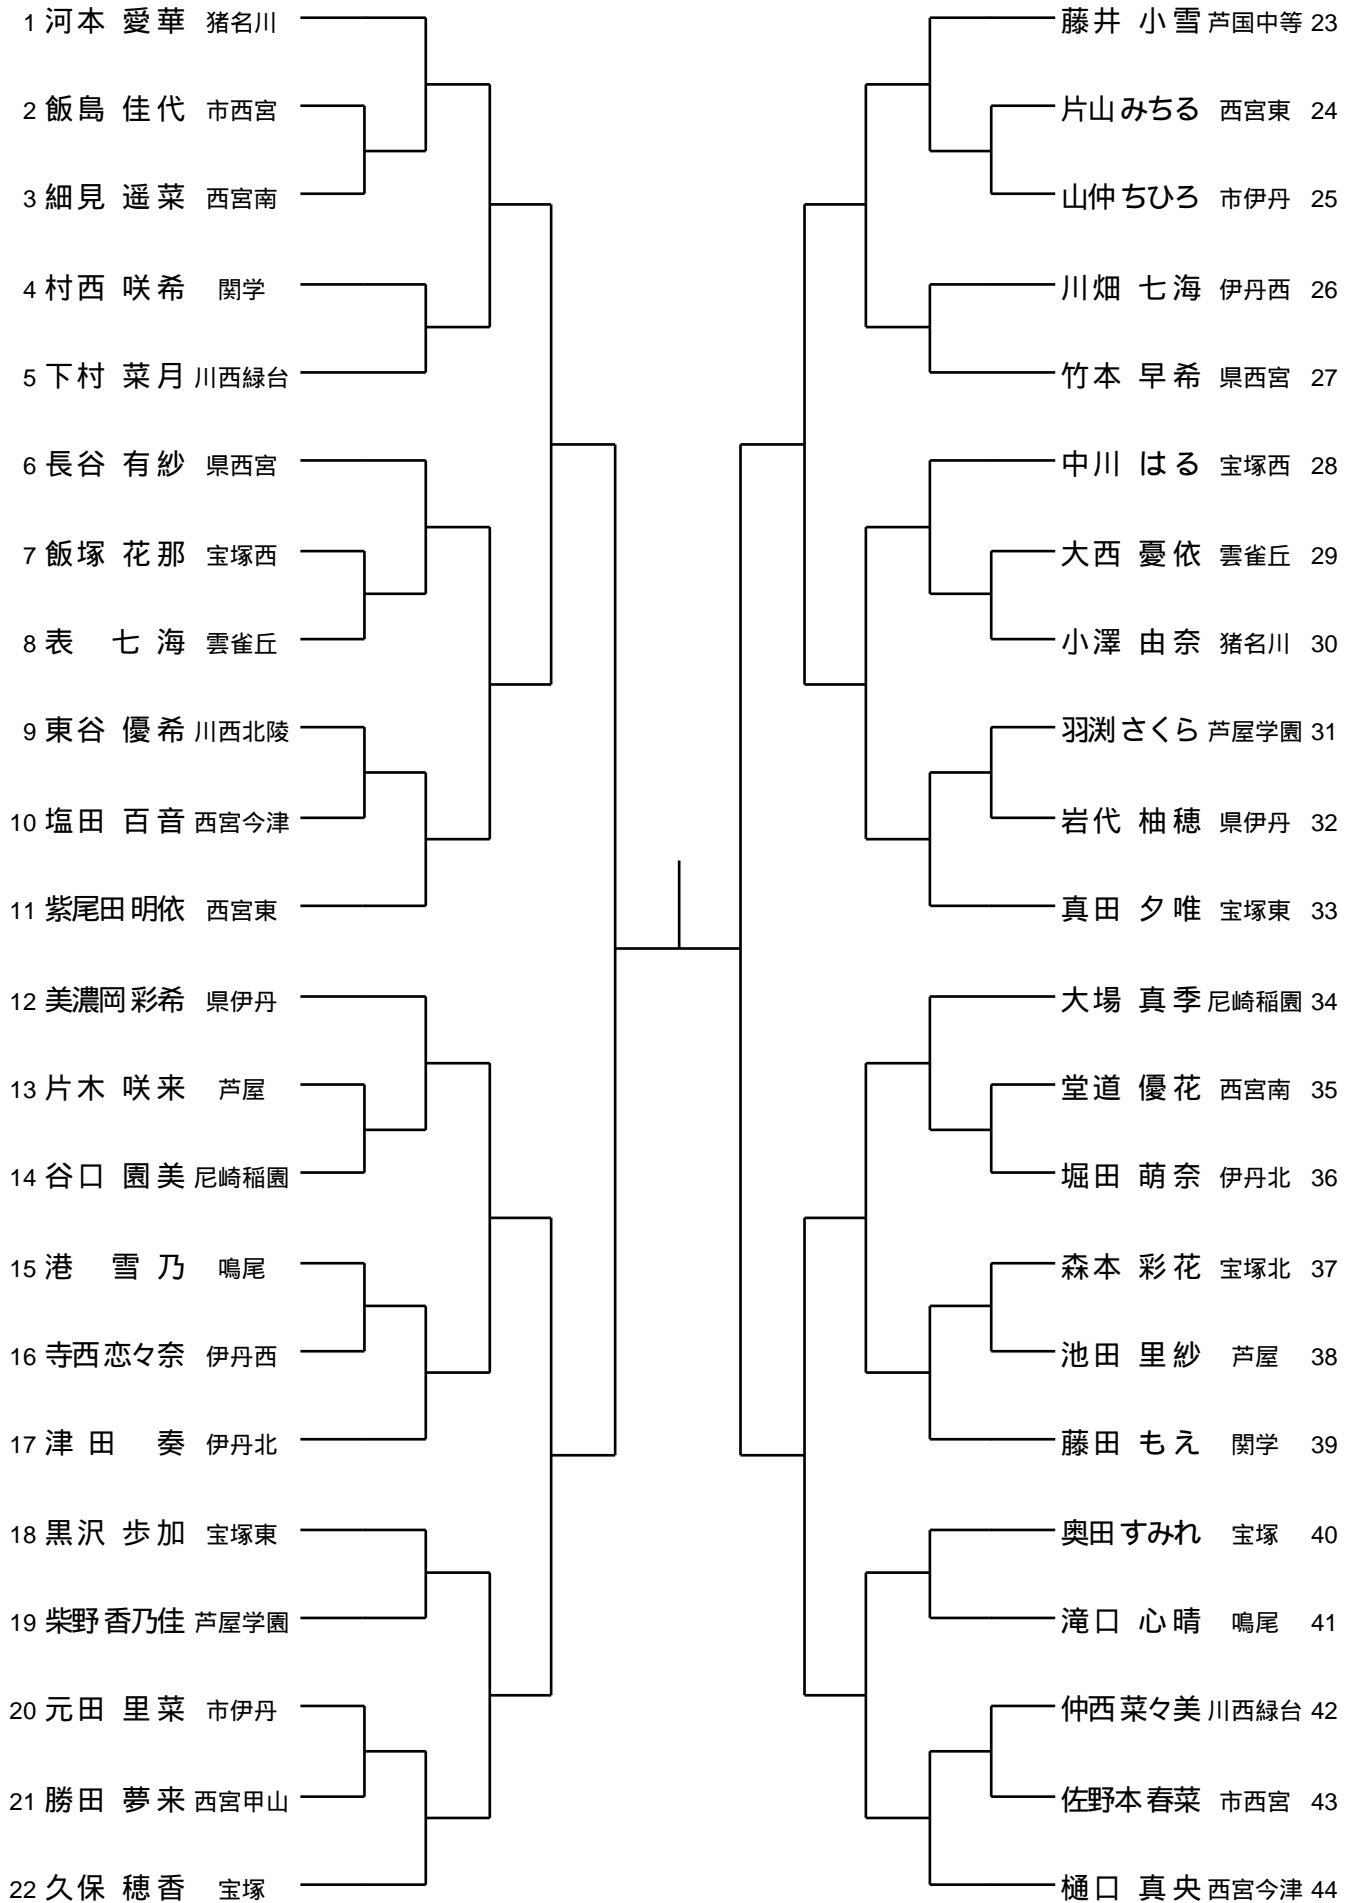 1 河本 愛華 猪名川
2 飯島 佳代 市西宮
3 細見 遥菜 西宮南
4 村西 咲希 関学
5 下村 菜月 川西緑台
6 長谷 有紗 県西宮
7 飯塚 花那 宝塚西
8 表 七海 雲雀丘
9 東谷 優希 川西北陵
10 塩田 百音 西宮今津
11 紫尾田 明依 西宮東
12 美濃岡 彩希 県伊丹
13 片木 咲来 芦屋
14 谷口 園美 尼崎稲園
15 港 雪乃 鳴尾
16 寺西 恋々奈 伊丹西
17 津田 奏 伊丹北
18 黒沢 歩加 宝塚東
19 柴野 香乃佳 芦屋学園
20 元田 里菜 市伊丹
21 勝田 夢来 西宮甲山
22 久保 穂香 宝塚
藤井 小雪 芦国中等 23
片山 みちる 西宮東 24
山仲 ちひろ 市伊丹 25
川畑 七海 伊丹西 26
竹本 早希 県西宮 27
中川 はる 宝塚西 28
大西 憂依 雲雀丘 29
小澤 由奈 猪名川 30
羽渕 さくら 芦屋学園 31
岩代 柚穂 県伊丹 32
真田 夕唯 宝塚東 33
大場 真季 尼崎稲園 34
堂道 優花 西宮南 35
堀田 萌奈 伊丹北 36
森本 彩花 宝塚北 37
池田 里紗 芦屋 38
藤田 もえ 関学 39
奥田 すみれ 宝塚 40
滝口 心晴 鳴尾 41
仲西 菜々美 川西緑台 42
佐野本 春菜 市西宮 43
樋口 真央 西宮今津 44